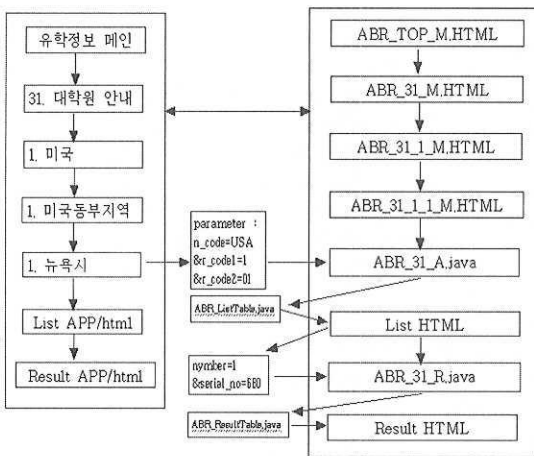 유학정보 메인
31. 대학원 안내
1. 미국
1. 미국동부지역
1. 뉴욕시
List APP/html
Result APP/html
parameter :
n_code=USA
&r_code1=1
&r_code2=01
ABR_ListTable.java
nymber=1
&serial_no=680
ABR_ResultTable.java
ABR_TOP_M.HTML
ABR_31_M.HTML
ABR_31_1_M.HTML
ABR_31_1_1_M.HTML
ABR_31_A.java
List HTML
ABR_31_R.java
Result HTML